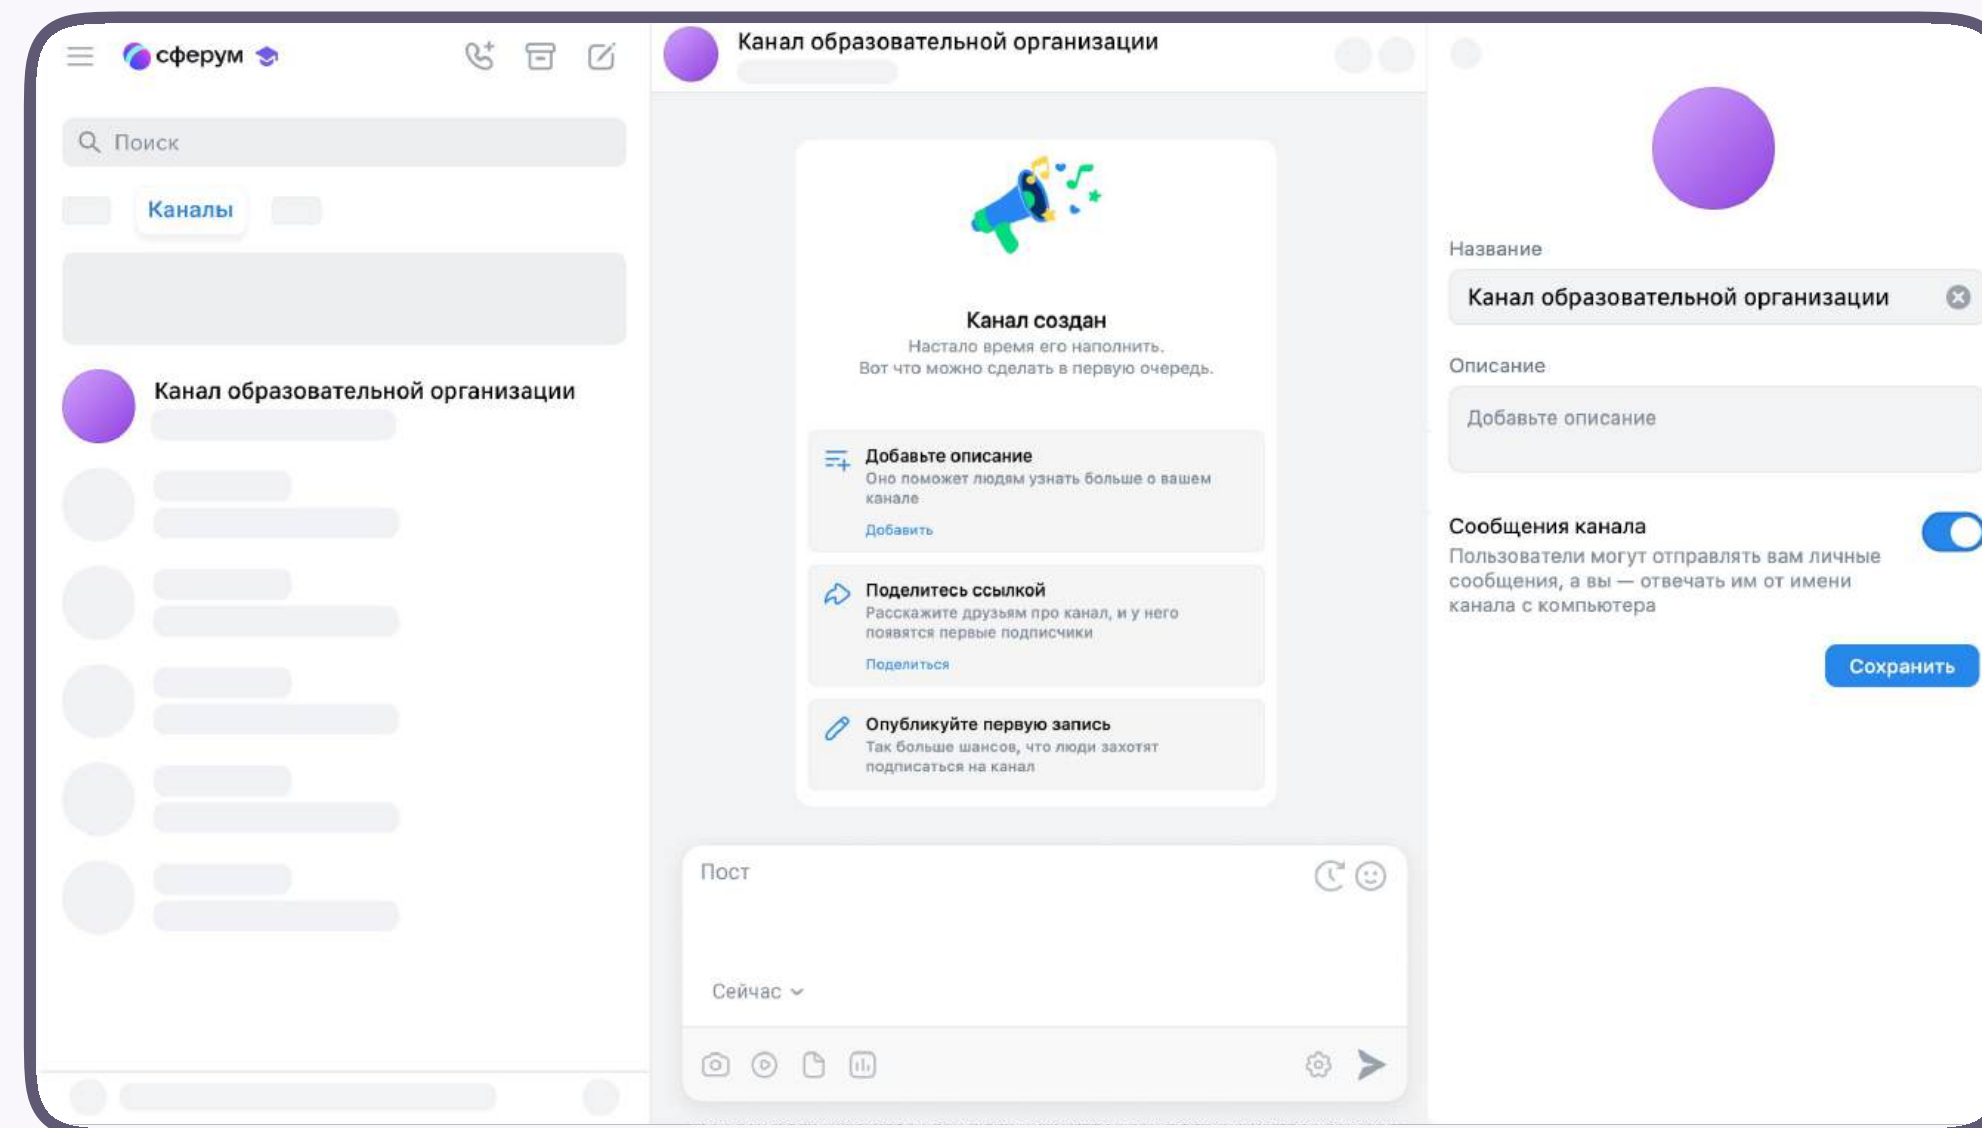 сферум
Поиск
Каналы
Канал образовательной организации
Канал образовательной организации
Канал создан
Настало время его наполнить.
Вот что можно сделать в первую очередь.
Добавьте описание
Оно поможет людям узнать больше о вашем
канале
Добавить
Поделитесь ссылкой
Расскажите друзьям про канал, и у него
появятся первые подписчики
Поделиться
Опубликуйте первую запись
Так больше шансов, что люди захотят
подписаться на канал
Пост
Сейчас
Название
Канал образовательной организации
Описание
Добавьте описание
Сообщения канала
Пользователи могут отправлять вам личные
сообщения, а вы — отвечать им от имени
канала с компьютера
Сохранить